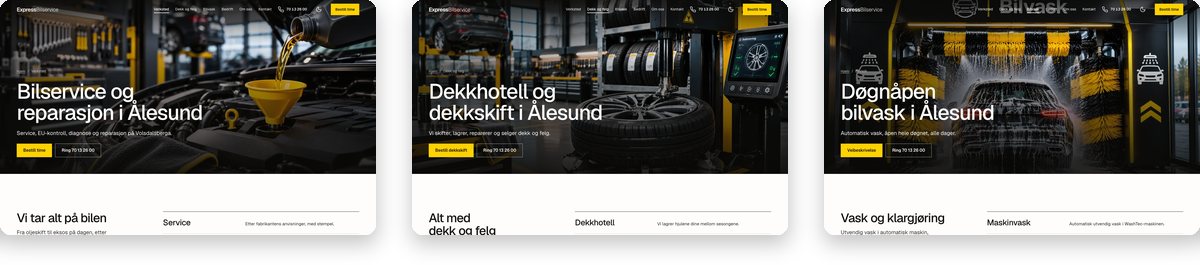 ExpressBilservice
Verksted Dekk og felg Bilvask Bedrift Om oss Kontakt 70 13 26 00 Bestill time
Bilservice og
reparasjon i Ålesund
Service, EU-kontroll, diagnose og reparasjon på Volsdalsberga.
Bestill time Ring 70 13 26 00
Vi tar alt på bilen
Fra oljeskift til eksos på dagen, etter
Service
Etter fabrikantens anvisninger, med stempel.
ExpressBilservice
Verksted Dekk og felg Bilvask Bedrift Om oss Kontakt 70 13 26 00 Bestill time
Dekkhotell og
dekkskift i Ålesund
Vi skifter, lagrer, reparerer og selger dekk og felg.
Bestill dekkskift Ring 70 13 26 00
Alt med
dekk og felg
Dekkhotell
Vi lagrer hjulene dine mellom sesongene.
ExpressBilservice
Bilvask
Verksted Dekk og felg Om oss Kontakt 70 13 26 00 Bestill time
Døgnåpen
bilvask i Ålesund
Automatisk vask, åpen hele døgnet, alle dager.
Veibeskrivelse Ring 70 13 26 00
Vask og klargjøring
Utvendig vask i automatisk maskin,
Maskinvask
Automatisk utvendig vask i WashTec-maskinen.